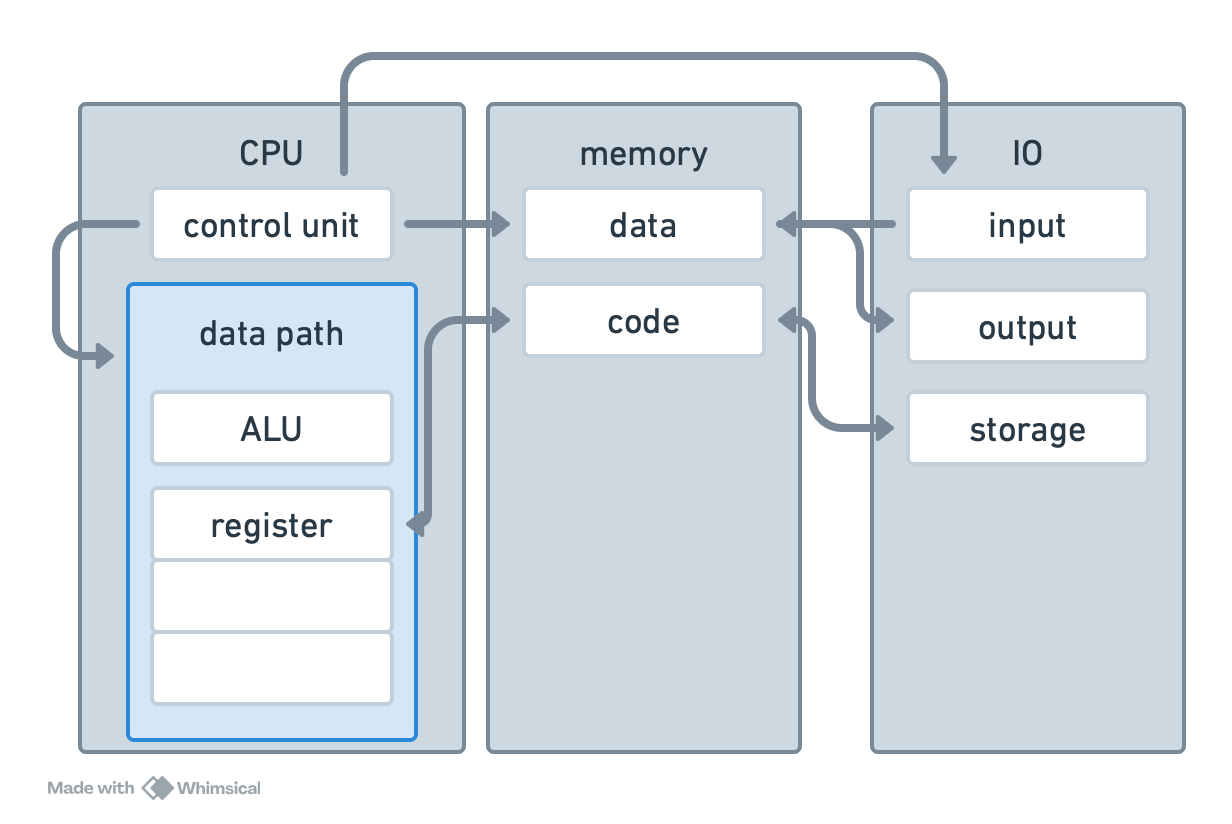 CPU
control unit
data path
ALU
register
memory
data
code
IO
input
output
storage
Made with Whimsical